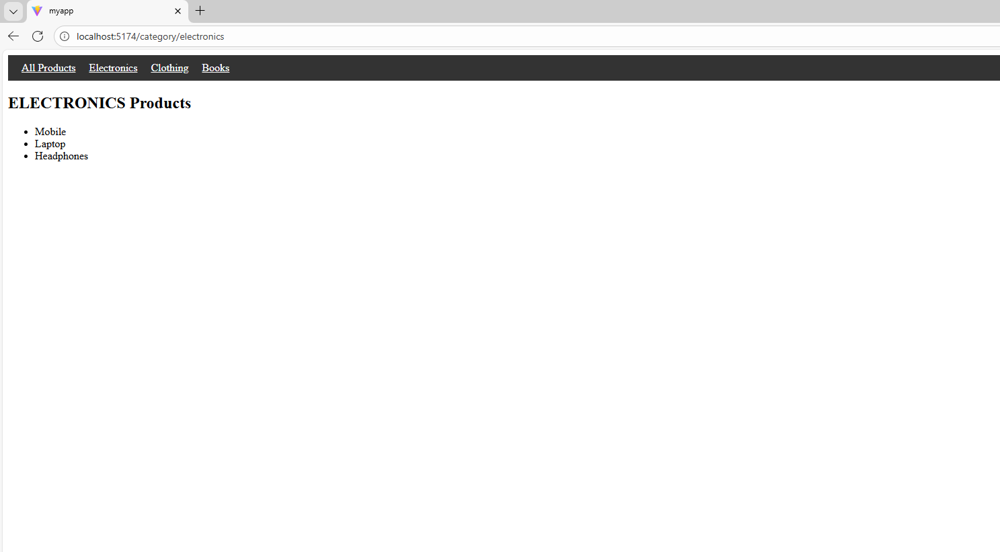 myapp
localhost:5174/category/electronics
All Products Electronics Clothing Books
ELECTRONICS Products
Mobile
Laptop
Headphones